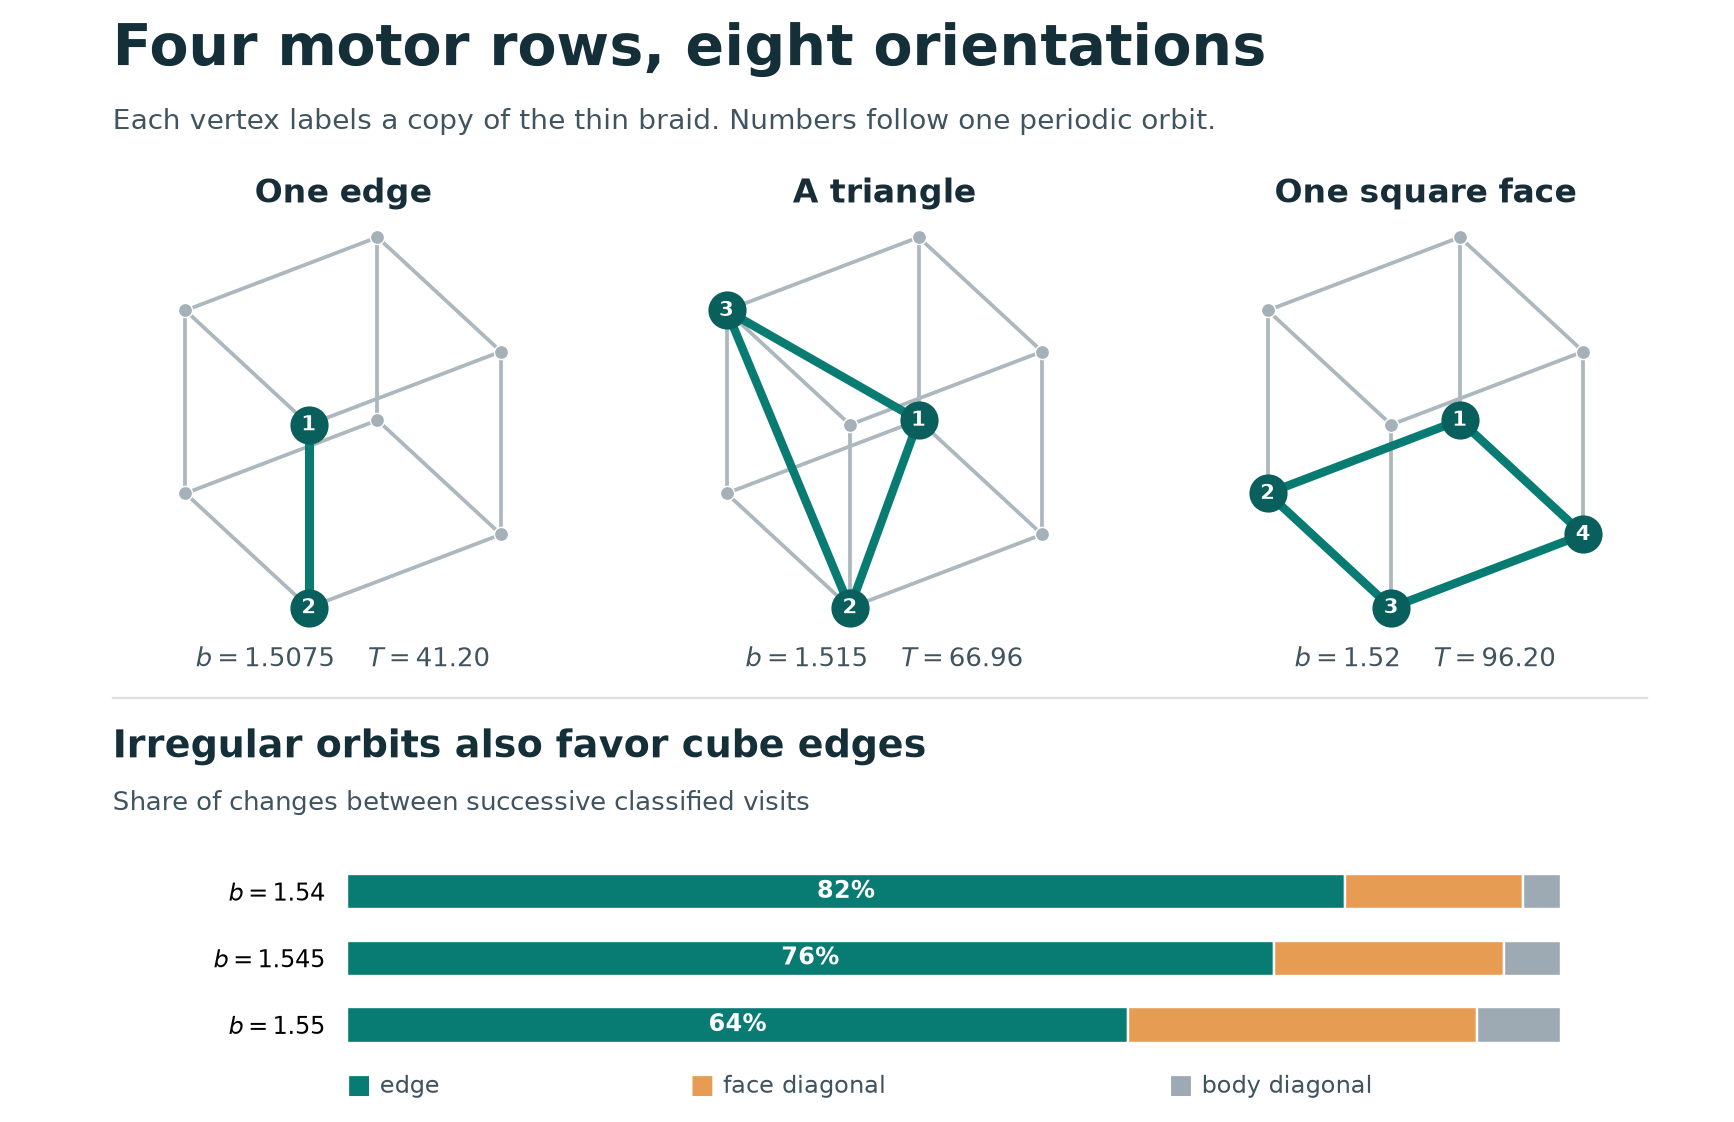 Four motor rows, eight orientations
Each vertex labels a copy of the thin braid. Numbers follow one periodic orbit.
One edge
A triangle
One square face
1
2
3
1
2
1
2
4
3
b = 1.5075 T = 41.20
b = 1.515 T = 66.96
b = 1.52 T = 96.20
Irregular orbits also favor cube edges
Share of changes between successive classified visits
b = 1.54 82%
b = 1.545 76%
b = 1.55 64%
edge
face diagonal
body diagonal